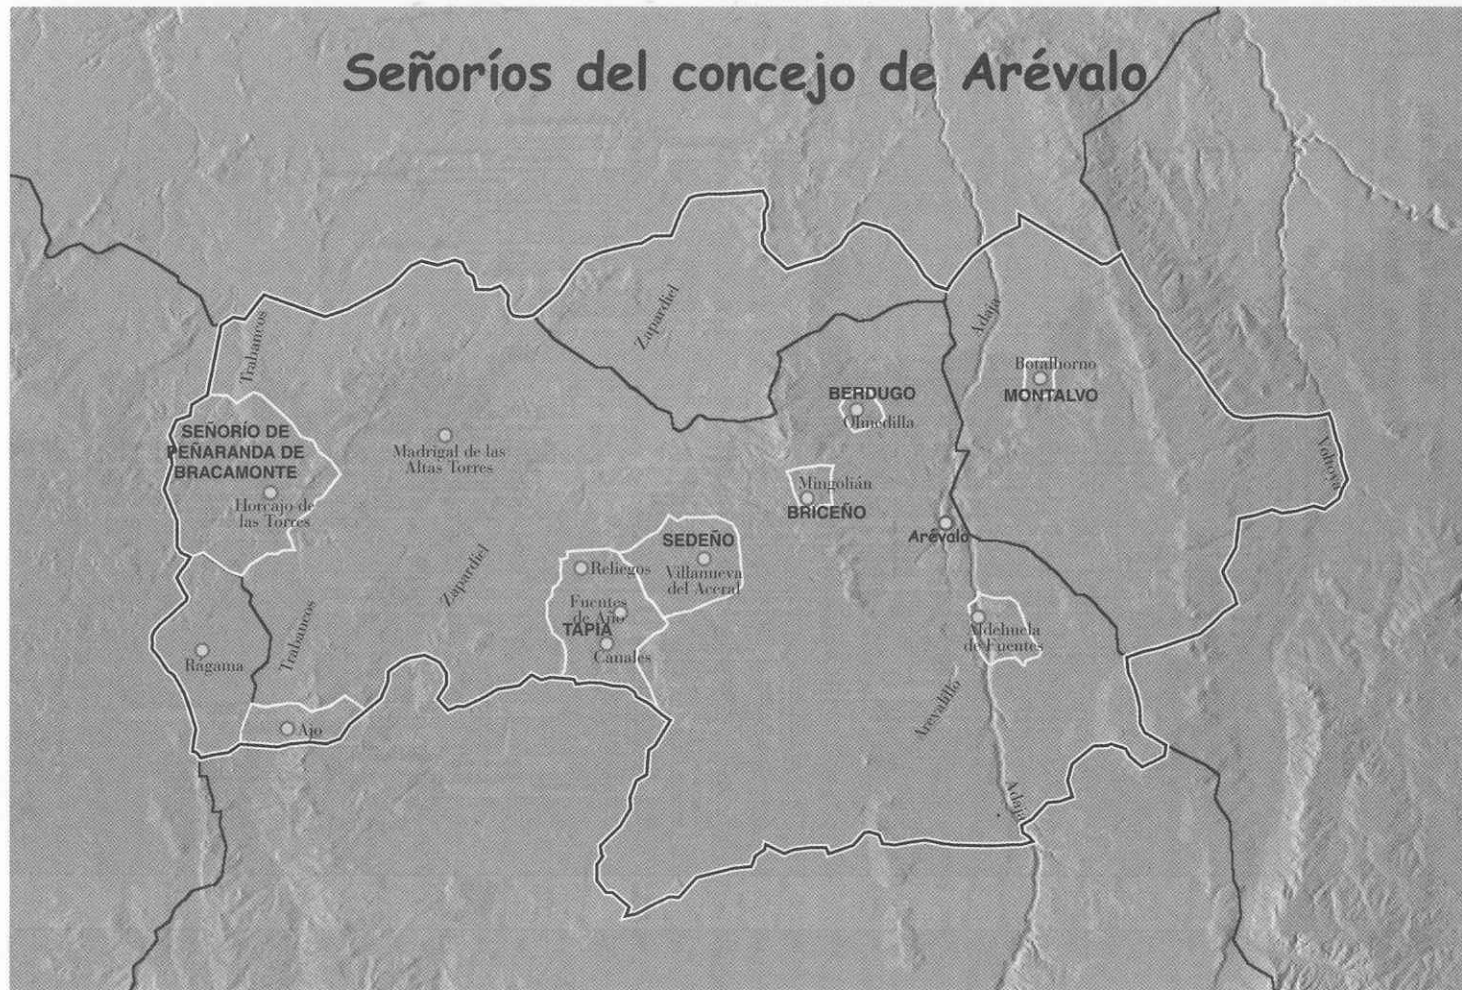 Señoríos del concejo de Arévalo
Zapardiel
Adaja
Trabancos
Botalhorno
MONTALVO
BERDUGO
Olmedilla
SEÑORÍO DE
PEÑARANDA DE
BRACAMONTE
Madrigal de las
Altas Torres
Voltoya
Horcajo de
las Torres
Mingolián
BRICEÑO
Arévalo
SEDEÑO
Villanueva
del Aceral
Zapardiel
Reliegos
Fuentes
de Año
TAPIA
Canales
Aldehuela
de Fuentes
Trabancos
Rágama
Arevalillo
Ajo
Adaja